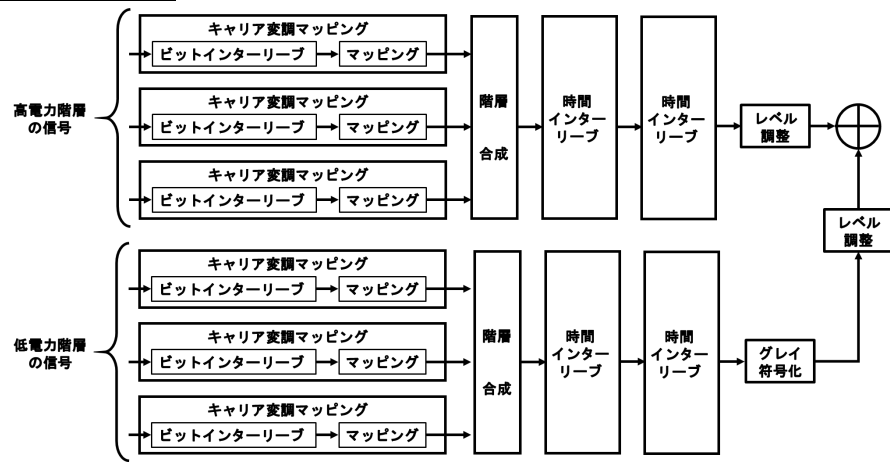 高電力階層
の信号
キャリア変調マッピング
ビットインターリーブ
マッピング
キャリア変調マッピング
ビットインターリーブ
マッピング
キャリア変調マッピング
ビットインターリーブ
マッピング
階層
合成
時間
インター
リーブ
時間
インター
リーブ
レベル
調整
レベル
調整
低電力階層
の信号
キャリア変調マッピング
ビットインターリーブ
マッピング
キャリア変調マッピング
ビットインターリーブ
マッピング
キャリア変調マッピング
ビットインターリーブ
マッピング
階層
合成
時間
インター
リーブ
時間
インター
リーブ
グレイ
符号化